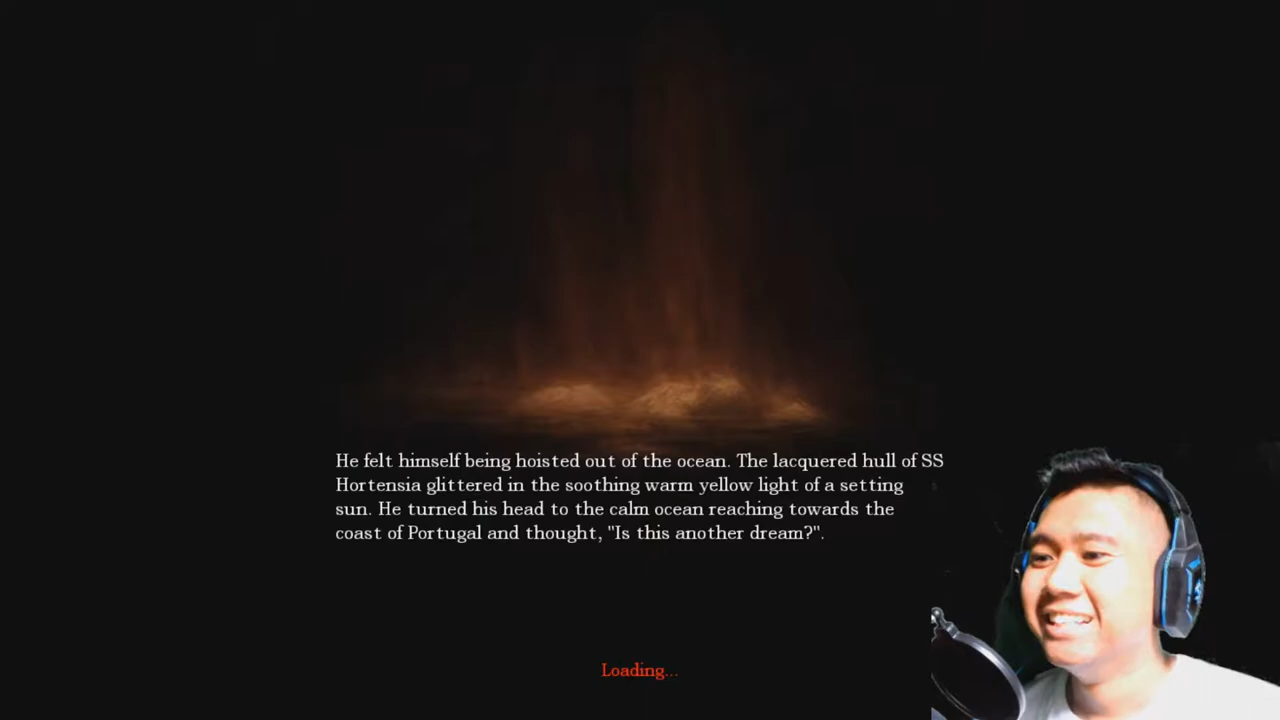 He felt himself being hoisted out of the ocean. The lacquered hull of SS
Hortensia glittered in the soothing warm yellow light of a setting
sun. He turned his head to the calm ocean reaching towards the
coast of Portugal and thought, "Is this another dream?".
Loading...